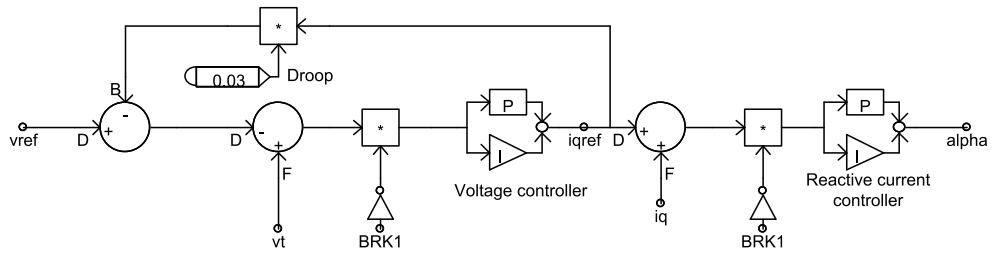 *
0.03
Droop
B
-
+
D
vref
D
-
+
F
vt
*
BRK1
P
I
Voltage controller
iqref
D
+
+
F
iq
*
BRK1
P
I
Reactive current
controller
alpha